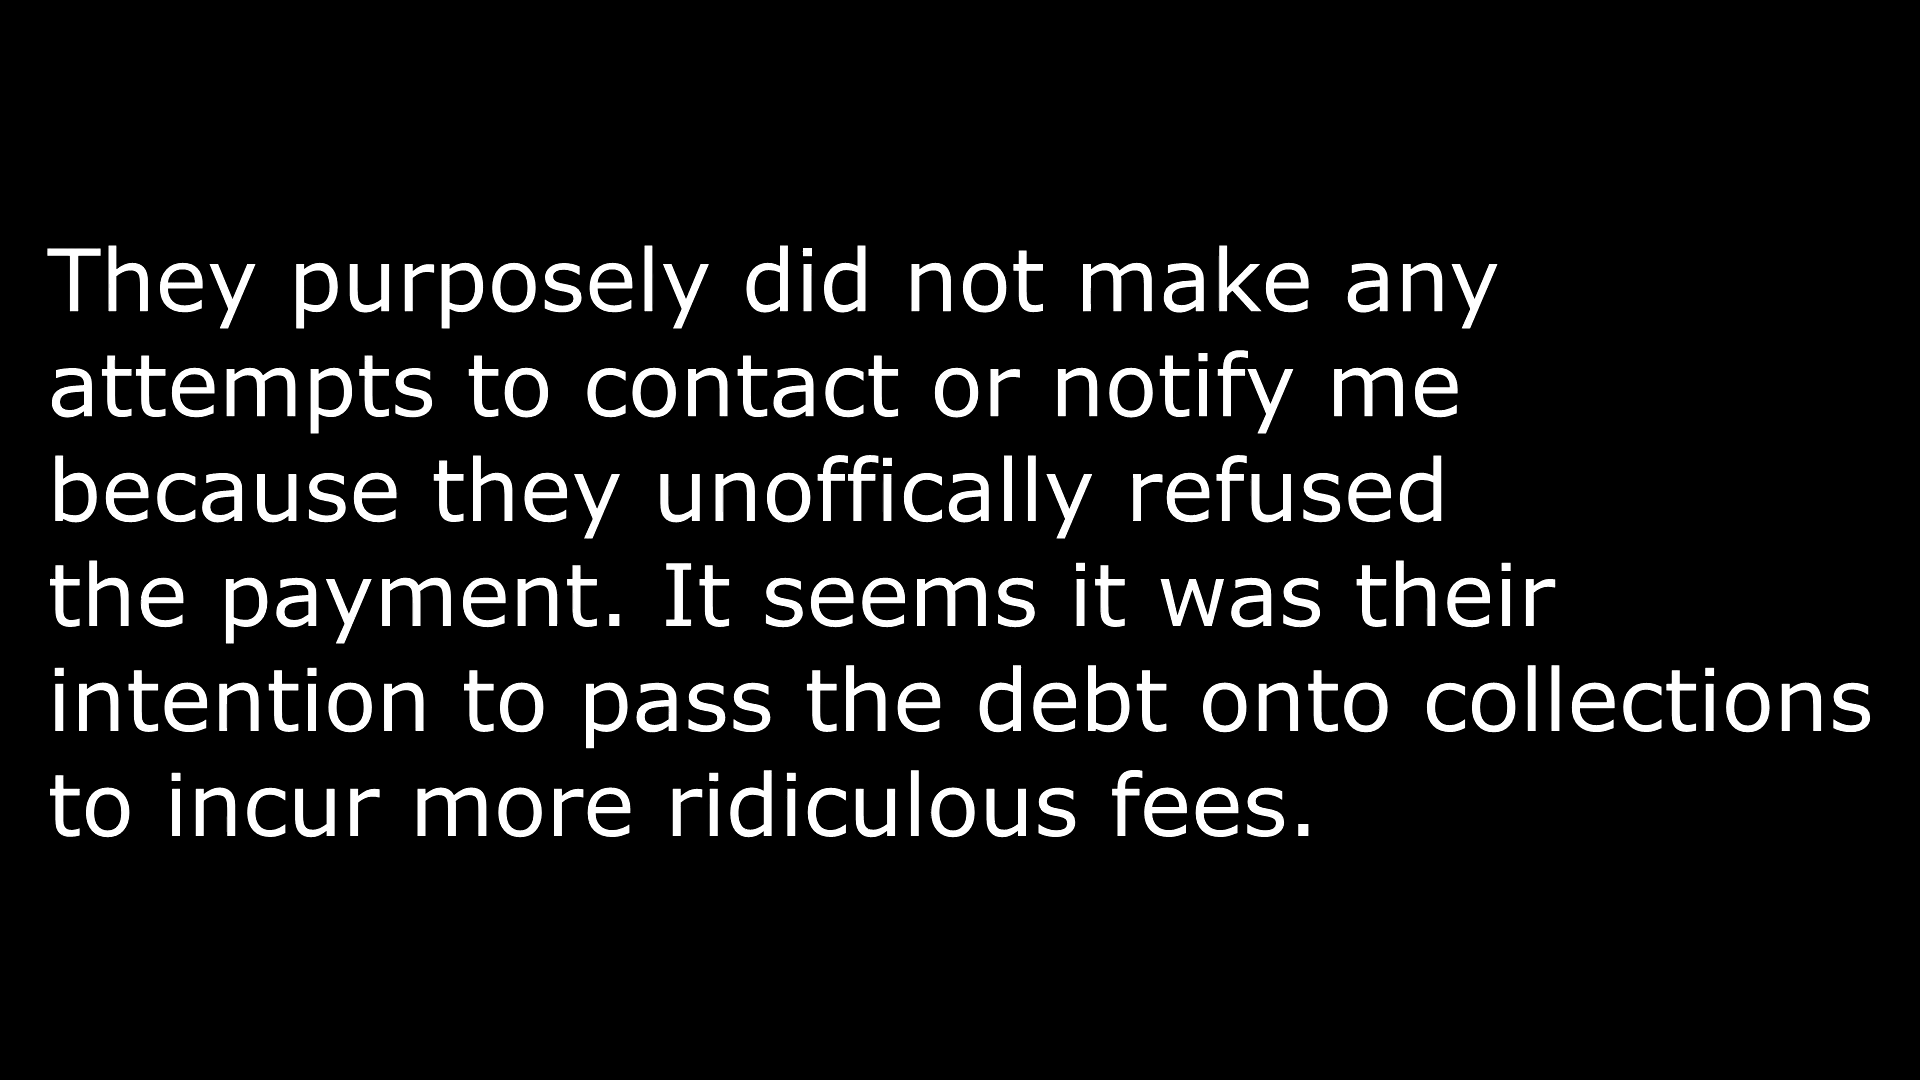 They purposely did not make any
attempts to contact or notify me
because they unoffically refused
the payment. It seems it was their
intention to pass the debt onto collections
to incur more ridiculous fees.